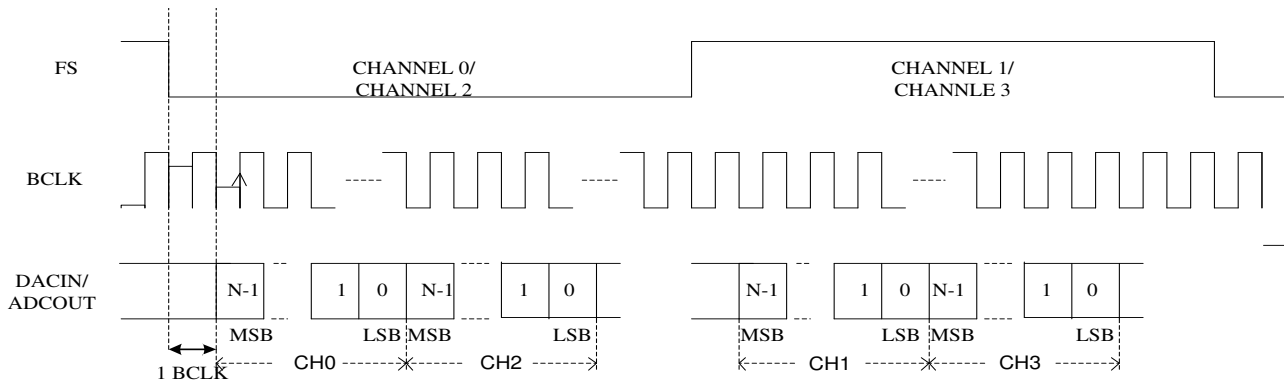 FS
CHANNEL 0/
CHANNEL 2
CHANNEL 1/
CHANNLE 3
BCLK
DACIN/
ADCOUT
N-1 1 0 N-1 1 0 N-1 1 0 N-1 1 0
MSB LSB MSB LSB MSB LSB MSB LSB
CH0 CH2 CH1 CH3
1 BCLK